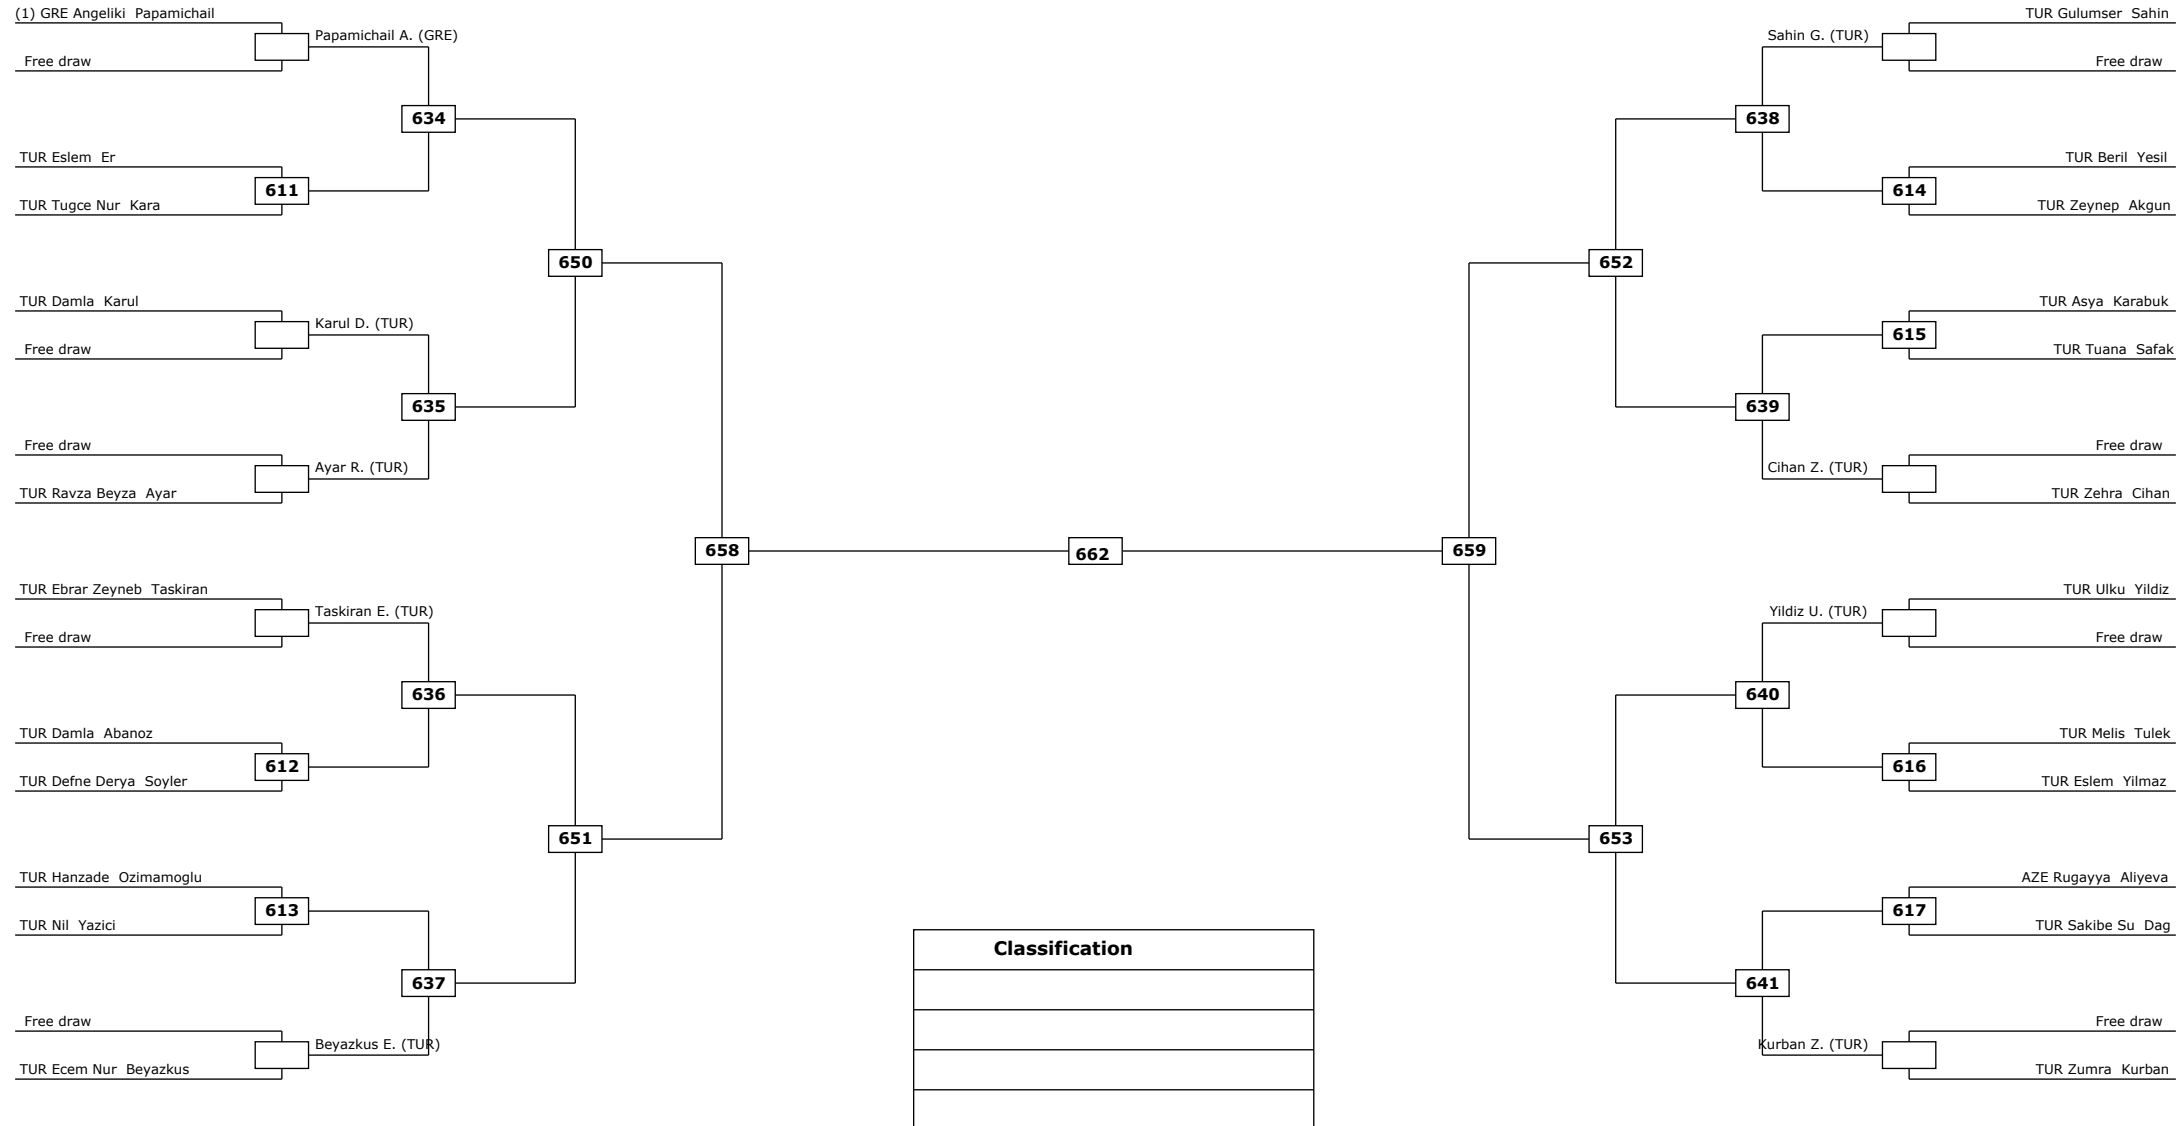 (1) GRE Angeliki Papamichail
Papamichail A. (GRE)
Free draw
634
TUR Eslem Er
611
TUR Tugce Nur Kara
650
TUR Damla Karul
Karul D. (TUR)
Free draw
635
Free draw
Ayar R. (TUR)
TUR Ravza Beyza Ayar
658
TUR Ebrar Zeyneb Taskiran
Taskiran E. (TUR)
Free draw
636
TUR Damla Abanoz
612
TUR Defne Derya Soyler
651
TUR Hanzade Ozimamoglu
613
TUR Nil Yazici
637
Free draw
Beyazkus E. (TUR)
TUR Ecem Nur Beyazkus
662
TUR Gulumser Sahin
Sahin G. (TUR)
Free draw
638
TUR Beril Yesil
614
TUR Zeynep Akgun
652
TUR Asya Karabuk
615
TUR Tuana Safak
639
Free draw
Cihan Z. (TUR)
TUR Zehra Cihan
659
TUR Ulku Yildiz
Yildiz U. (TUR)
Free draw
640
TUR Melis Tulek
616
TUR Eslem Yilmaz
653
AZE Rugayya Aliyeva
617
TUR Sakibe Su Dag
641
Free draw
Kurban Z. (TUR)
TUR Zumra Kurban
Classification